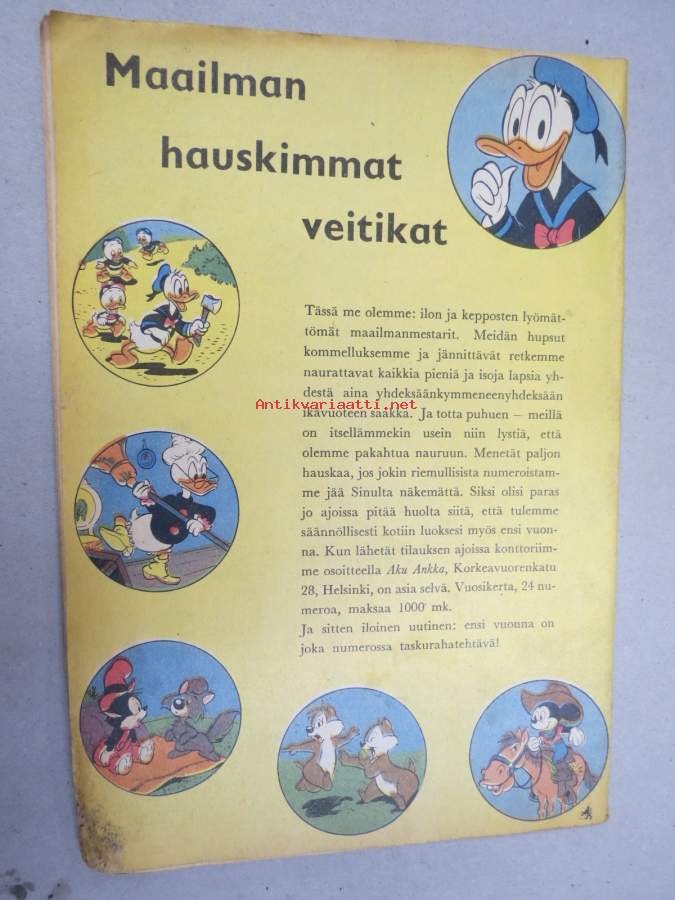 Maailman
hauskimmat
veitikat
Tässä me olemme: ilon ja kepposten lyömät-
tömät maailmanmestarit. Meidän hupsut
kommelluksemme ja jännittävät retkemme
naurattavat kaikkia pieniä ja isoja lapsia yh-
destä aina yhdeksäänkymmeneenyhdeksään
Antikvariaatti.net
ikävuoteen saakka. Ja totta puhuen — meillä
on itsellämmekin usein niin lystiä, että
olemme pakahtua nauruun. Menetät paljon
hauskaa, jos jokin riemullisista numeroistam-
me jää Sinulta näkemättä. Siksi olisi paras
jo ajoissa pitää huolta siitä, että tulemme
säännöllisesti kotiin luoksesi myös ensi vuon-
na. Kun lähetät tilauksen ajoissa konttoriim-
me osoitteella Aku Ankka, Korkeavuorenkatu
28, Helsinki, on asia selvä. Vuosikerta, 24 nu-
meroa, maksaa 1000 mk.
Ja sitten iloinen uutinen: ensi vuonna on
joka numerossa taskurahatehtävä!